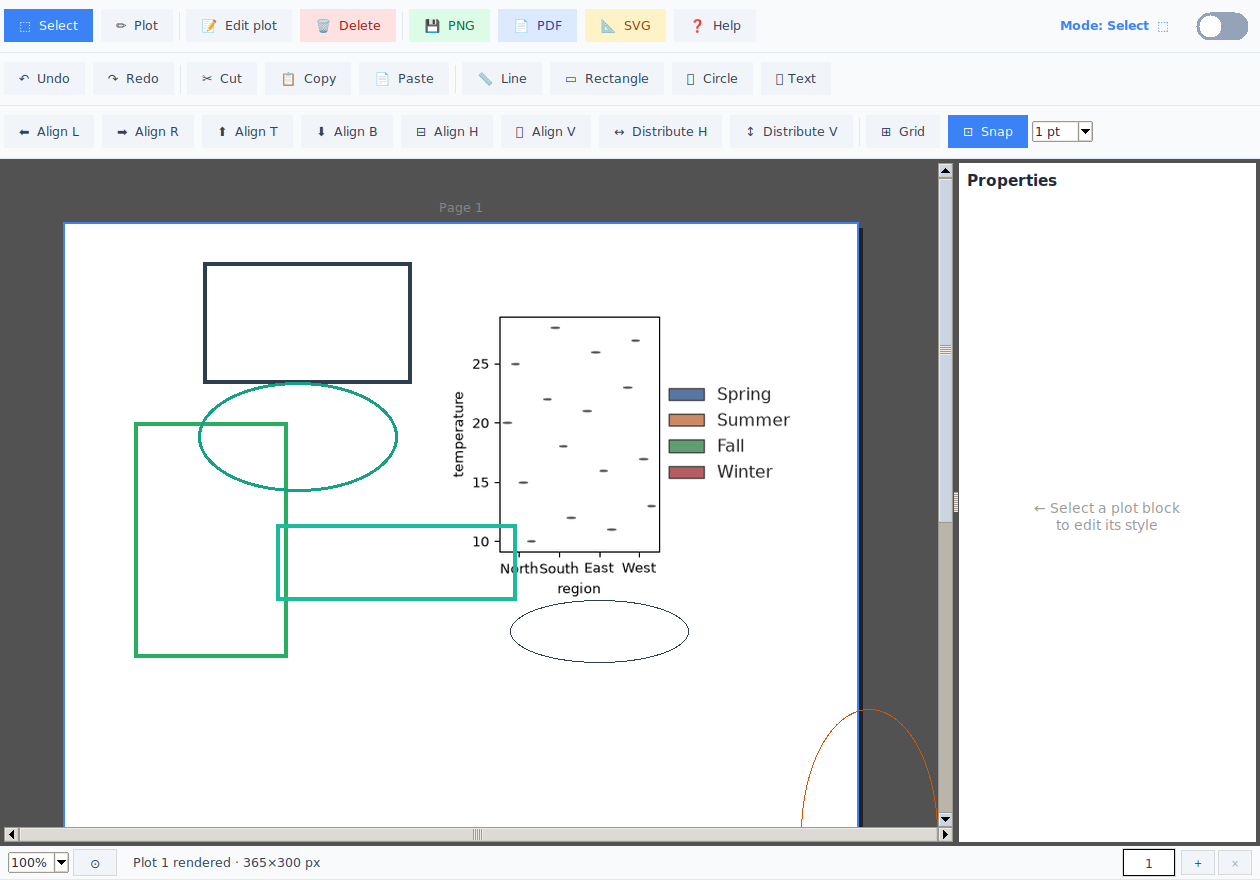 Select Plot Edit plot Delete PNG PDF SVG Help Mode: Select
Undo Redo Cut Copy Paste Line Rectangle Circle Text
Align L Align R Align T Align B Align H Align V Distribute H Distribute V Grid Snap 1 pt
Properties
Page 1
25
20
15
10
temperature
North South East West
region
Spring
Summer
Fall
Winter
← Select a plot block
to edit its style
100% Plot 1 rendered · 365×300 px 1 + ×